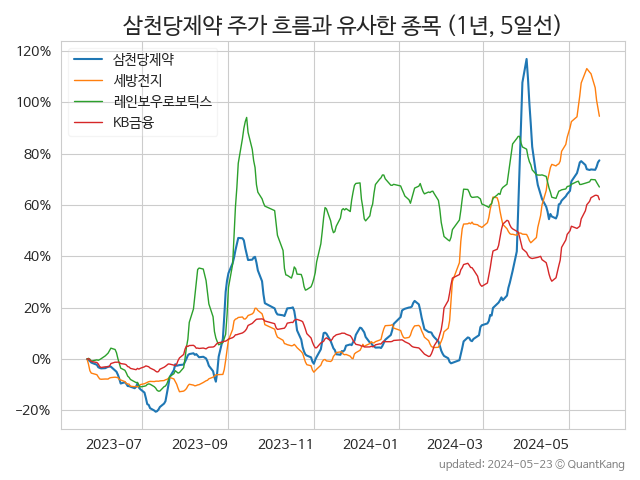 삼천당제약 주가 흐름과 유사한 종목 (1년, 5일선)
120%
100%
80%
60%
40%
20%
0%
−20%
삼천당제약
세방전지
레인보우로보틱스
KB금융
2023-07
2023-09
2023-11
2024-01
2024-03
2024-05
updated: 2024-05-23 © QuantKang